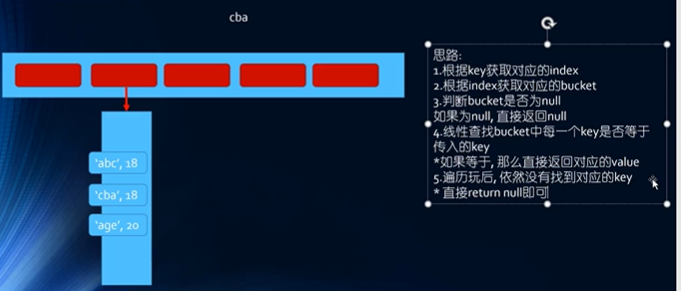 cba
'abc', 18
'cba', 18
'age', 20
思路:
1.根据key获取对应的index
2.根据index获取对应的bucket
3.判断bucket是否为null
如果为null, 直接返回null
4.线性查找bucket中每一个key是否等于
传入的key
*如果等于, 那么直接返回对应的value
5.遍历玩后, 依然没有找到对应的key
* 直接return null即可